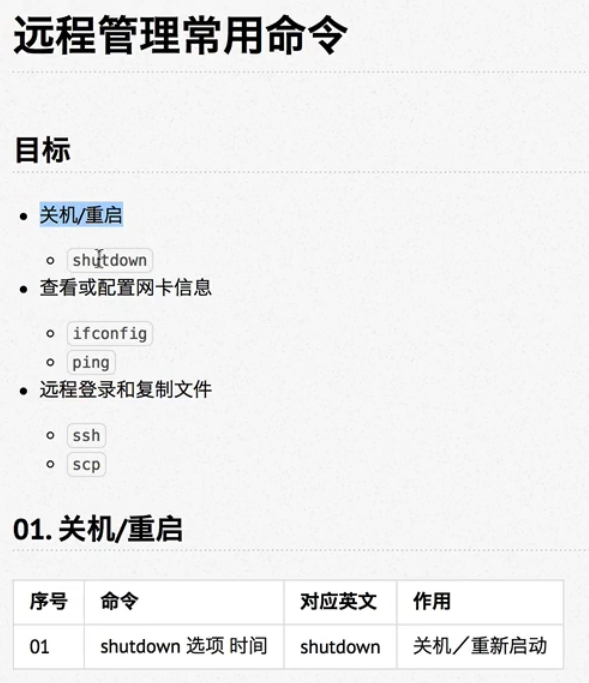 远程管理常用命令
目标
关机/重启
shutdown
查看或配置网卡信息
ifconfig
ping
远程登录和复制文件
ssh
scp
01. 关机/重启
序号 命令 对应英文 作用
01 shutdown 选项 时间 shutdown 关机／重新启动